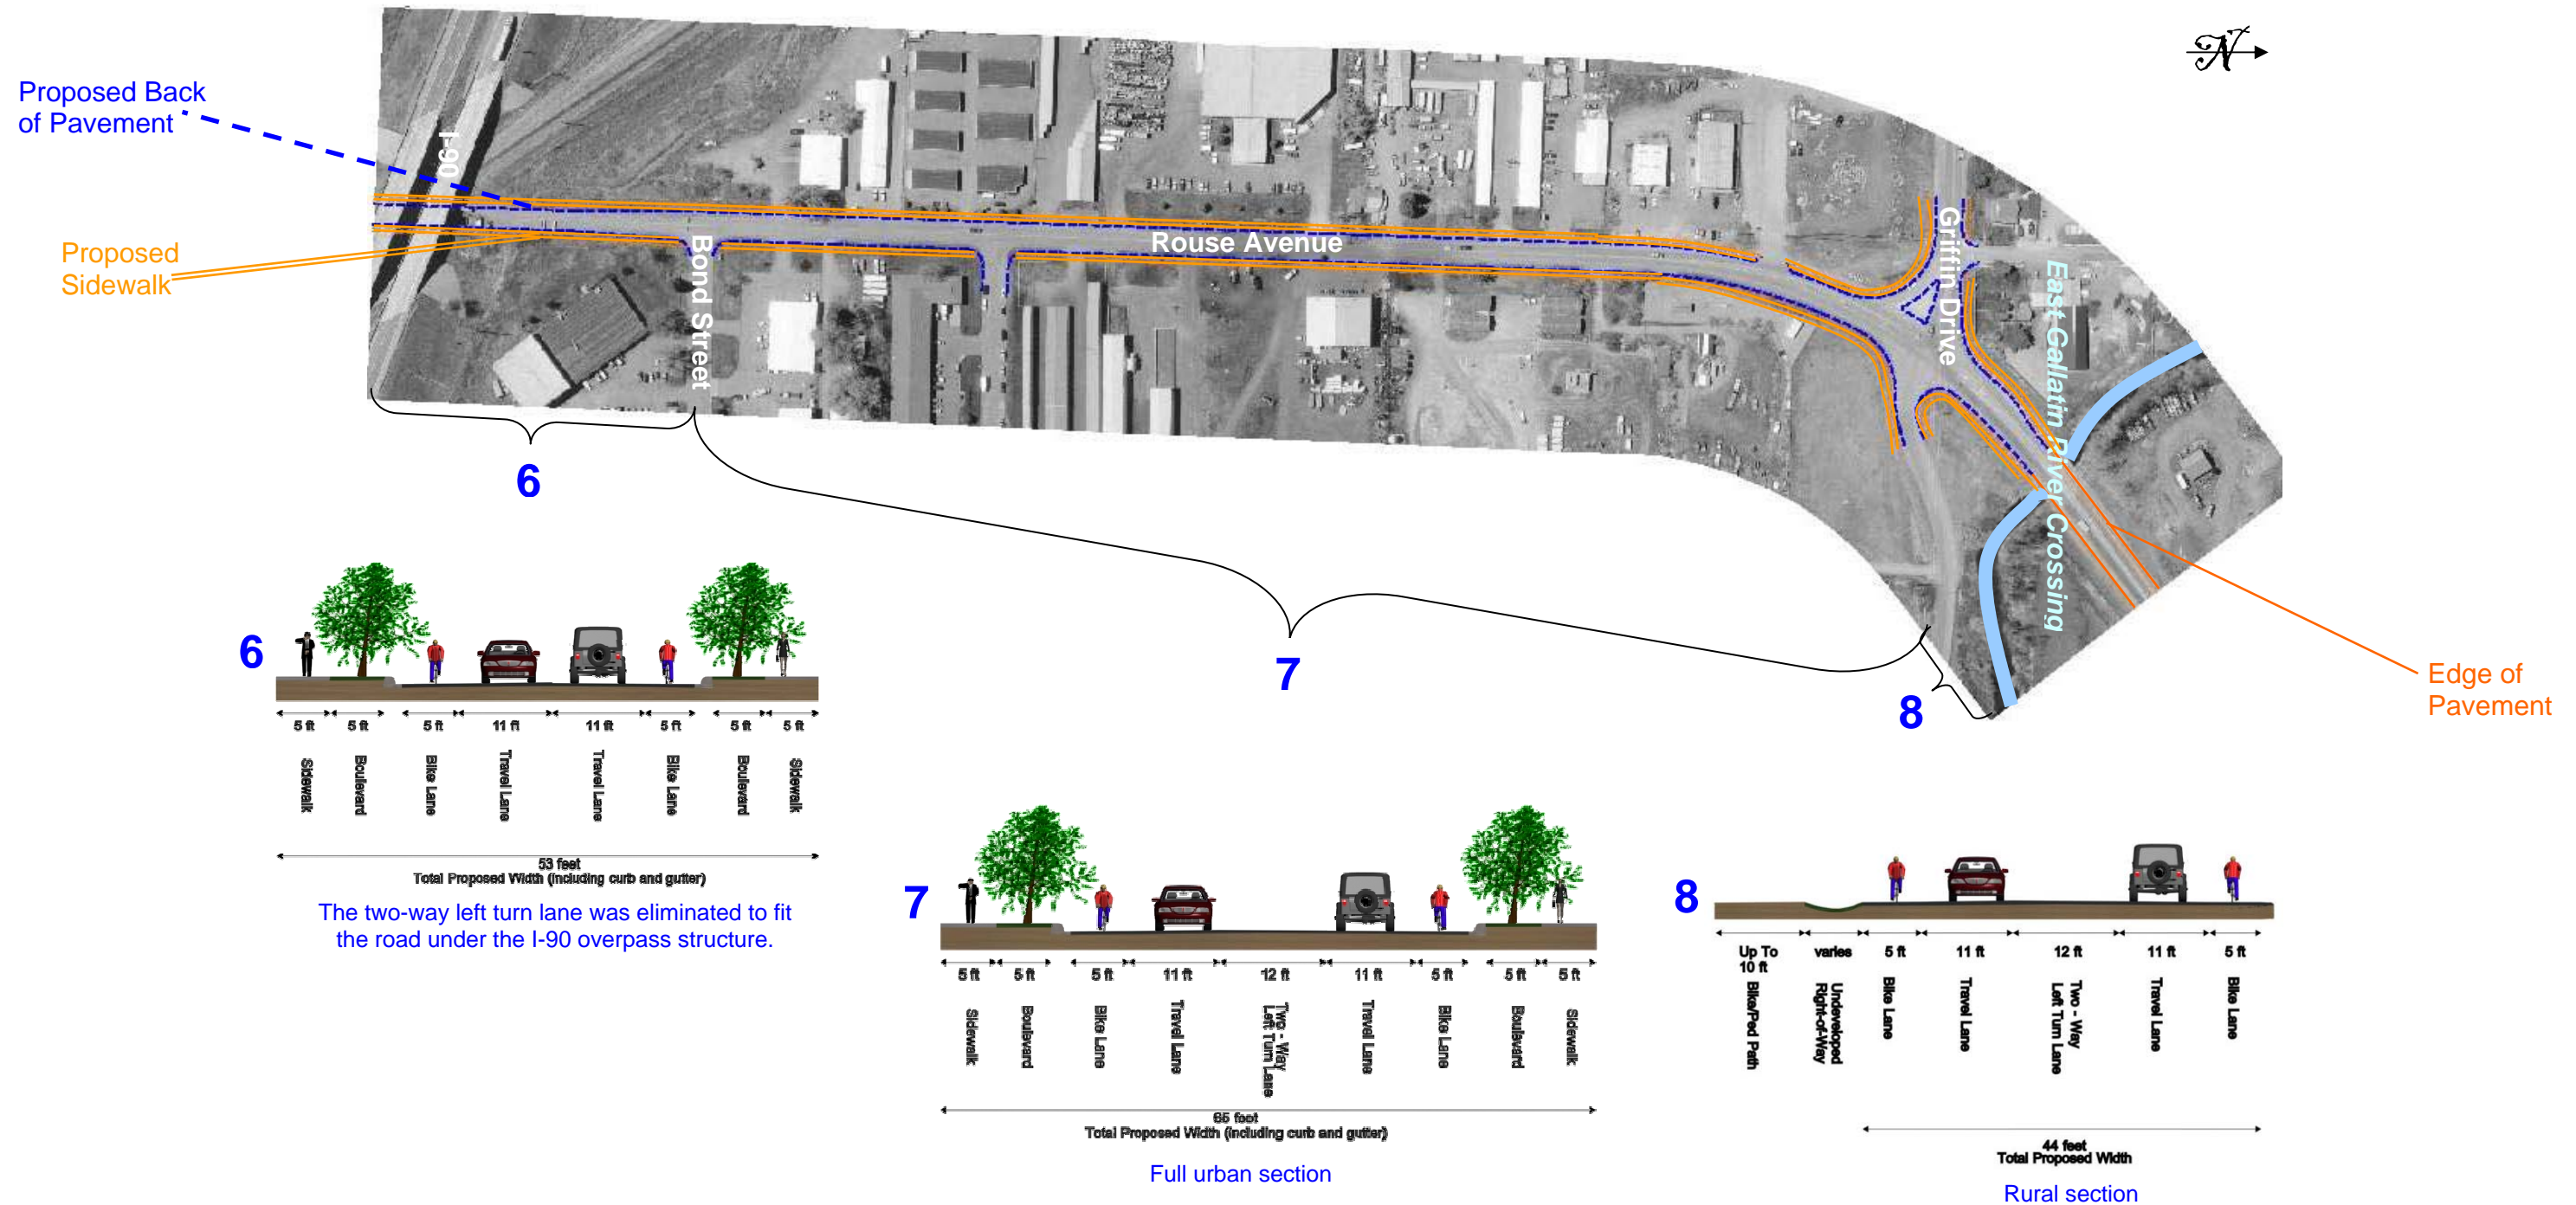 N
Proposed Back
of Pavement
I-90
Proposed
Sidewalk
Bond Street
Rouse Avenue
Griffin Drive
East Gallatin River Crossing
Edge of
Pavement
6
7
8
6
5 ft 5 ft 5 ft 11 ft 11 ft 5 ft 5 ft 5 ft
Sidewalk Boulevard Bike Lane Travel Lane Travel Lane Bike Lane Boulevard Sidewalk
53 feet
Total Proposed Width (including curb and gutter)
The two-way left turn lane was eliminated to fit
the road under the I-90 overpass structure.
7
5 ft 5 ft 5 ft 11 ft 12 ft 11 ft 5 ft 5 ft 5 ft
Sidewalk Boulevard Bike Lane Travel Lane Two - Way
Left Turn Lane Travel Lane Bike Lane Boulevard Sidewalk
65 feet
Total Proposed Width (including curb and gutter)
Full urban section
8
Up To
10 ft varies 5 ft 11 ft 12 ft 11 ft 5 ft
Bike/Ped Path Undeveloped
Right-of-Way Bike Lane Travel Lane Two - Way
Left Turn Lane Travel Lane Bike Lane
44 feet
Total Proposed Width
Rural section